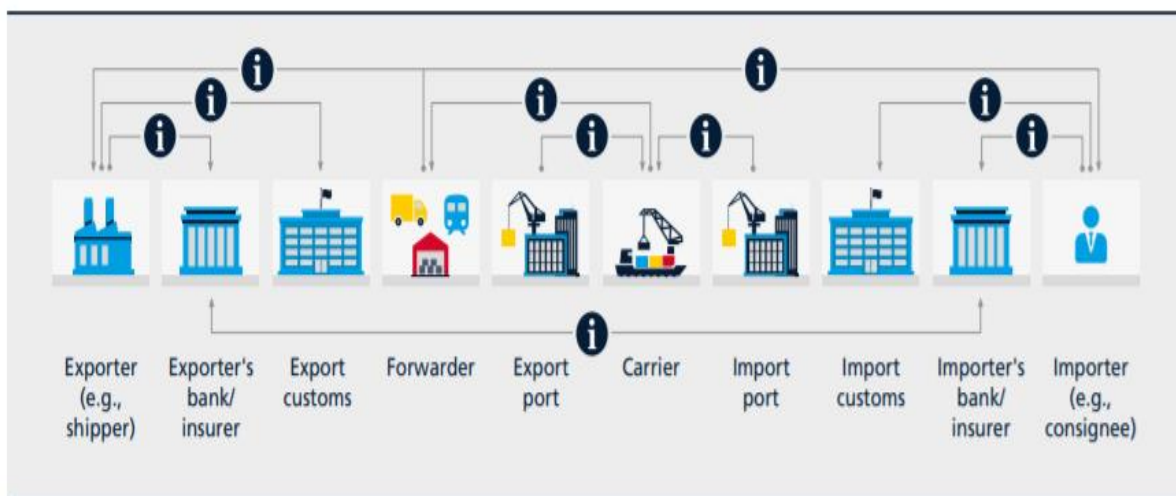 i i
i i i
i i i i
i
Exporter Exporter's Export Forwarder Export Carrier Import Import Importer's Importer
(e.g., bank/ customs port port customs bank/ (e.g.,
shipper) insurer insurer consignee)